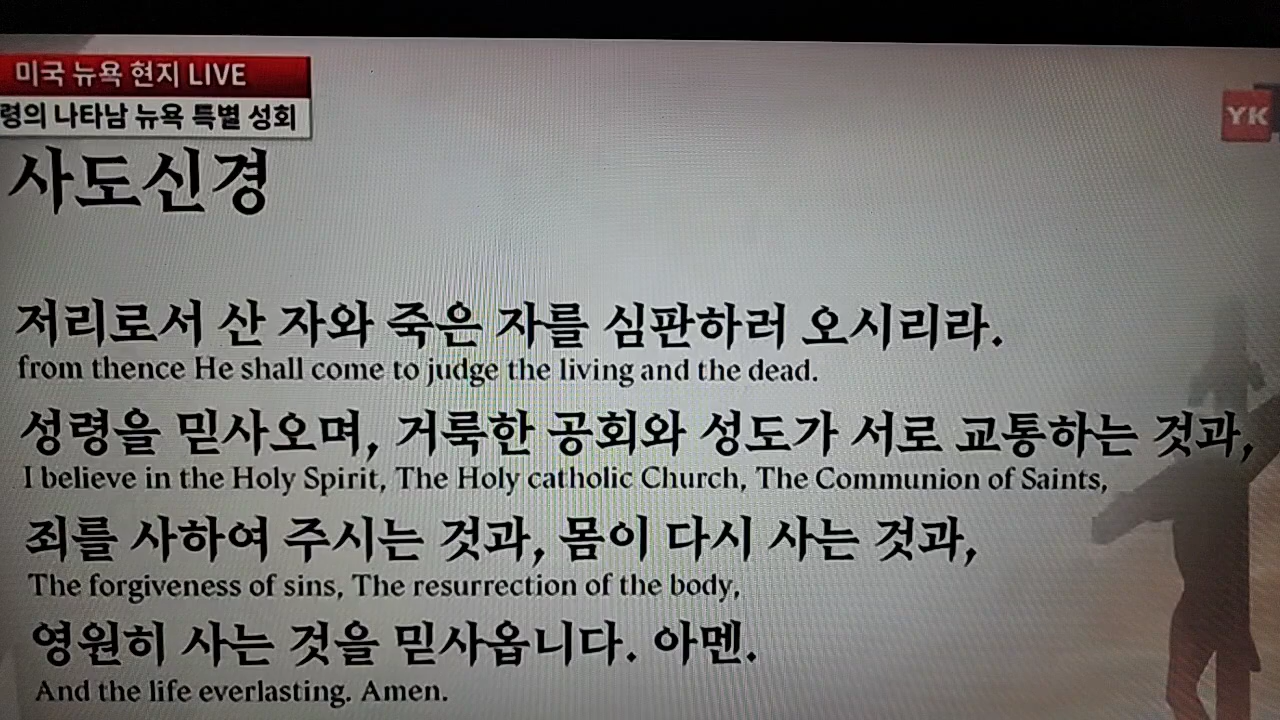 미국 뉴욕 현지 LIVE
령의 나타남 뉴욕 특별 성회
YK
사도신경
저리로서 산 자와 죽은 자를 심판하러 오시리라.
from thence He shall come to judge the living and the dead.
성령을 믿사오며, 거룩한 공회와 성도가 서로 교통하는 것과,
I believe in the Holy Spirit, The Holy catholic Church, The Communion of Saints,
죄를 사하여 주시는 것과, 몸이 다시 사는 것과,
The forgiveness of sins, The resurrection of the body,
영원히 사는 것을 믿사옵니다. 아멘.
And the life everlasting. Amen.